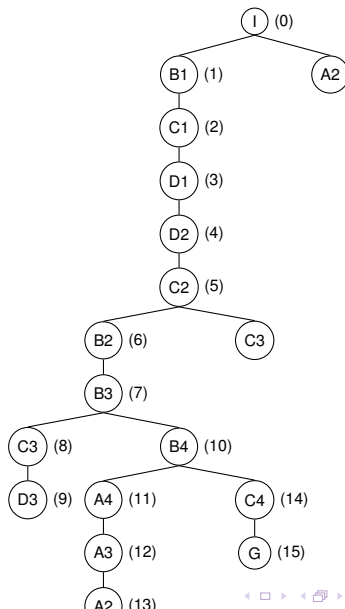 I (0)
B1 (1) A2
C1 (2)
D1 (3)
D2 (4)
C2 (5)
B2 (6) C3
B3 (7)
C3 (8) B4 (10)
D3 (9) A4 (11) C4 (14)
A3 (12) G (15)
A2 (13)